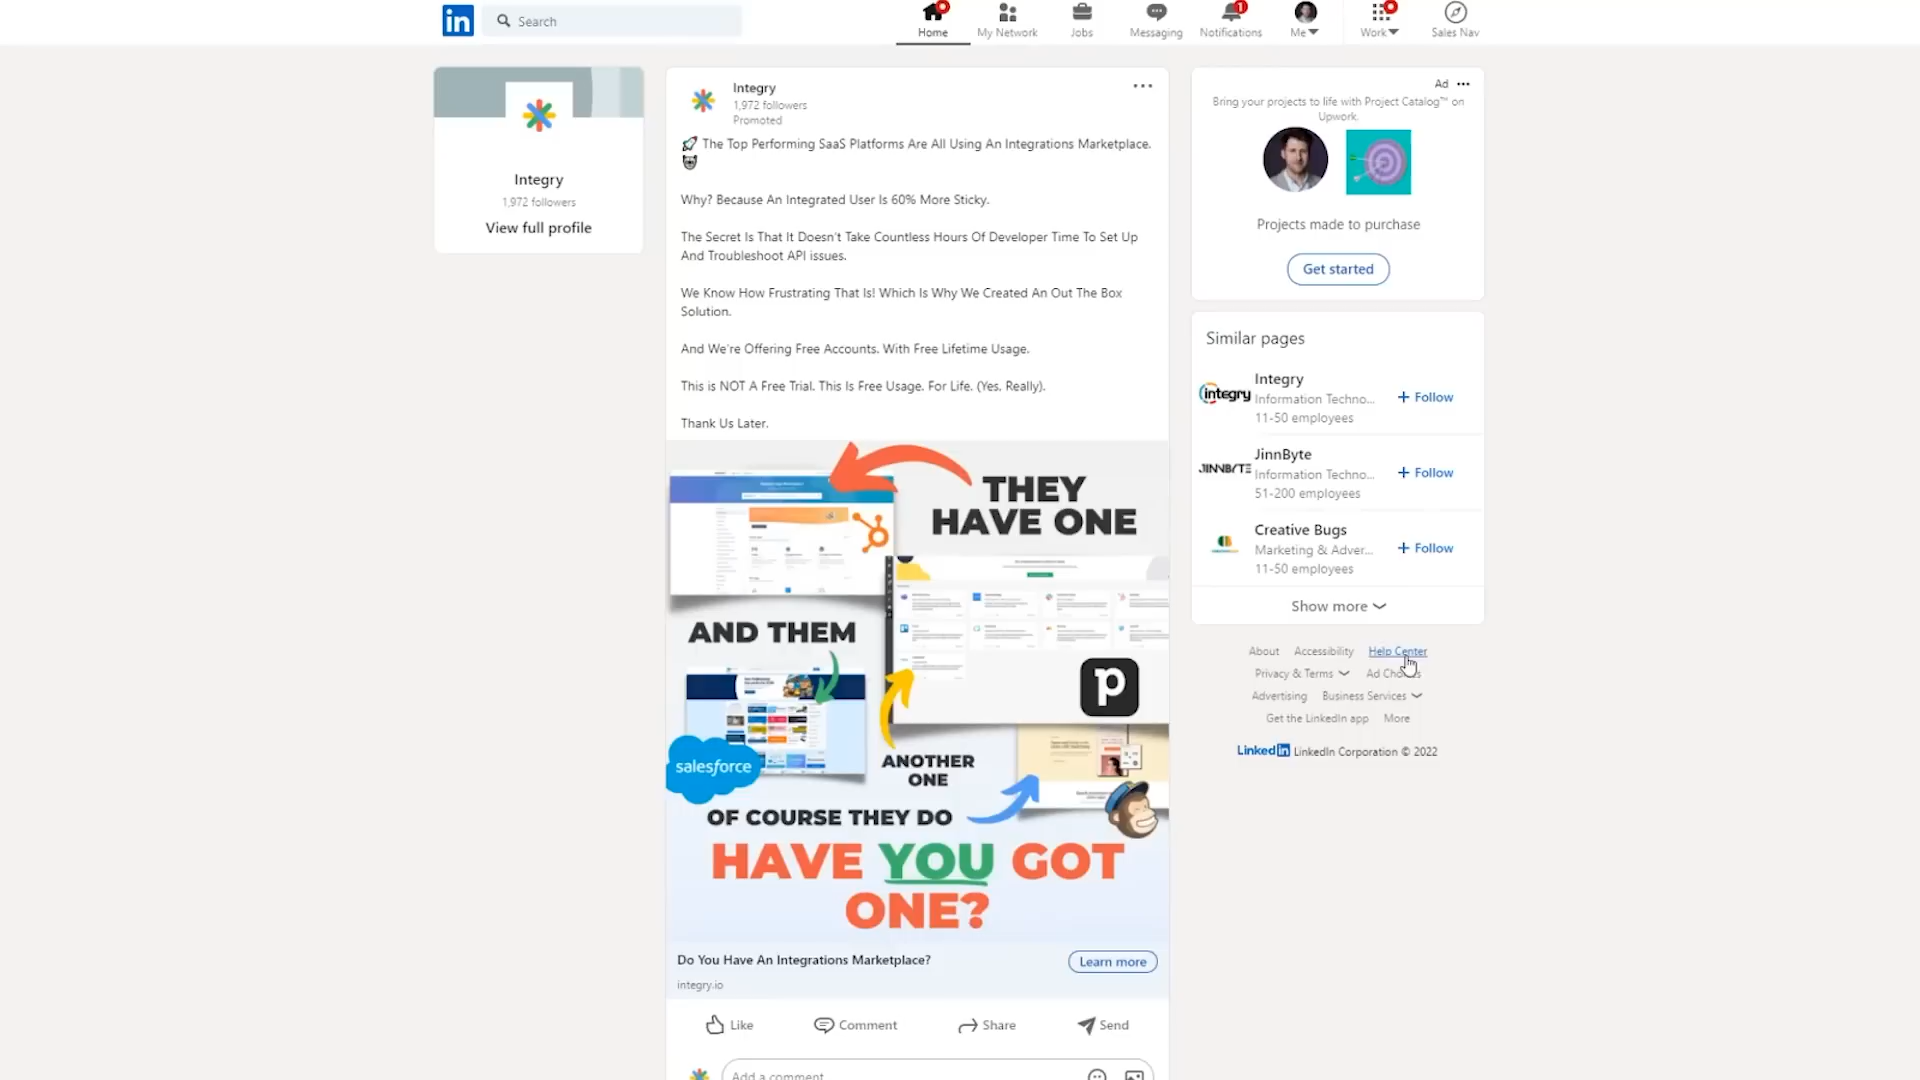 in
Search
Home
My Network
Jobs
Messaging
1
Notifications
Me
Work
Sales Nav
Integry
1,972 followers
View full profile
Integry
1,972 followers
Promoted
The Top Performing SaaS Platforms Are All Using An Integrations Marketplace.
Why? Because An Integrated User Is 60% More Sticky.
The Secret Is That It Doesn't Take Countless Hours Of Developer Time To Set Up
And Troubleshoot API issues.
We Know How Frustrating That Is! Which Is Why We Created An Out The Box
Solution.
And We're Offering Free Accounts. With Free Lifetime Usage.
This is NOT A Free Trial. This Is Free Usage. For Life. (Yes, Really).
Thank Us Later.
THEY
HAVE ONE
AND THEM
p
salesforce
ANOTHER
ONE
OF COURSE THEY DO
HAVE YOU GOT
ONE?
Do You Have An Integrations Marketplace?
Learn more
integry.io
Like
Comment
Share
Send
Add a comment
Ad
Bring your projects to life with Project Catalog™ on
Upwork.
Projects made to purchase
Get started
Similar pages
integry
Integry
Information Techno...
11-50 employees
+ Follow
JINNBYTE
JinnByte
Information Techno...
51-200 employees
+ Follow
Creative Bugs
Marketing & Adver...
11-50 employees
+ Follow
Show more
About Accessibility Help Center
Privacy & Terms Ad Choices
Advertising Business Services
Get the LinkedIn app More
LinkedIn LinkedIn Corporation © 2022